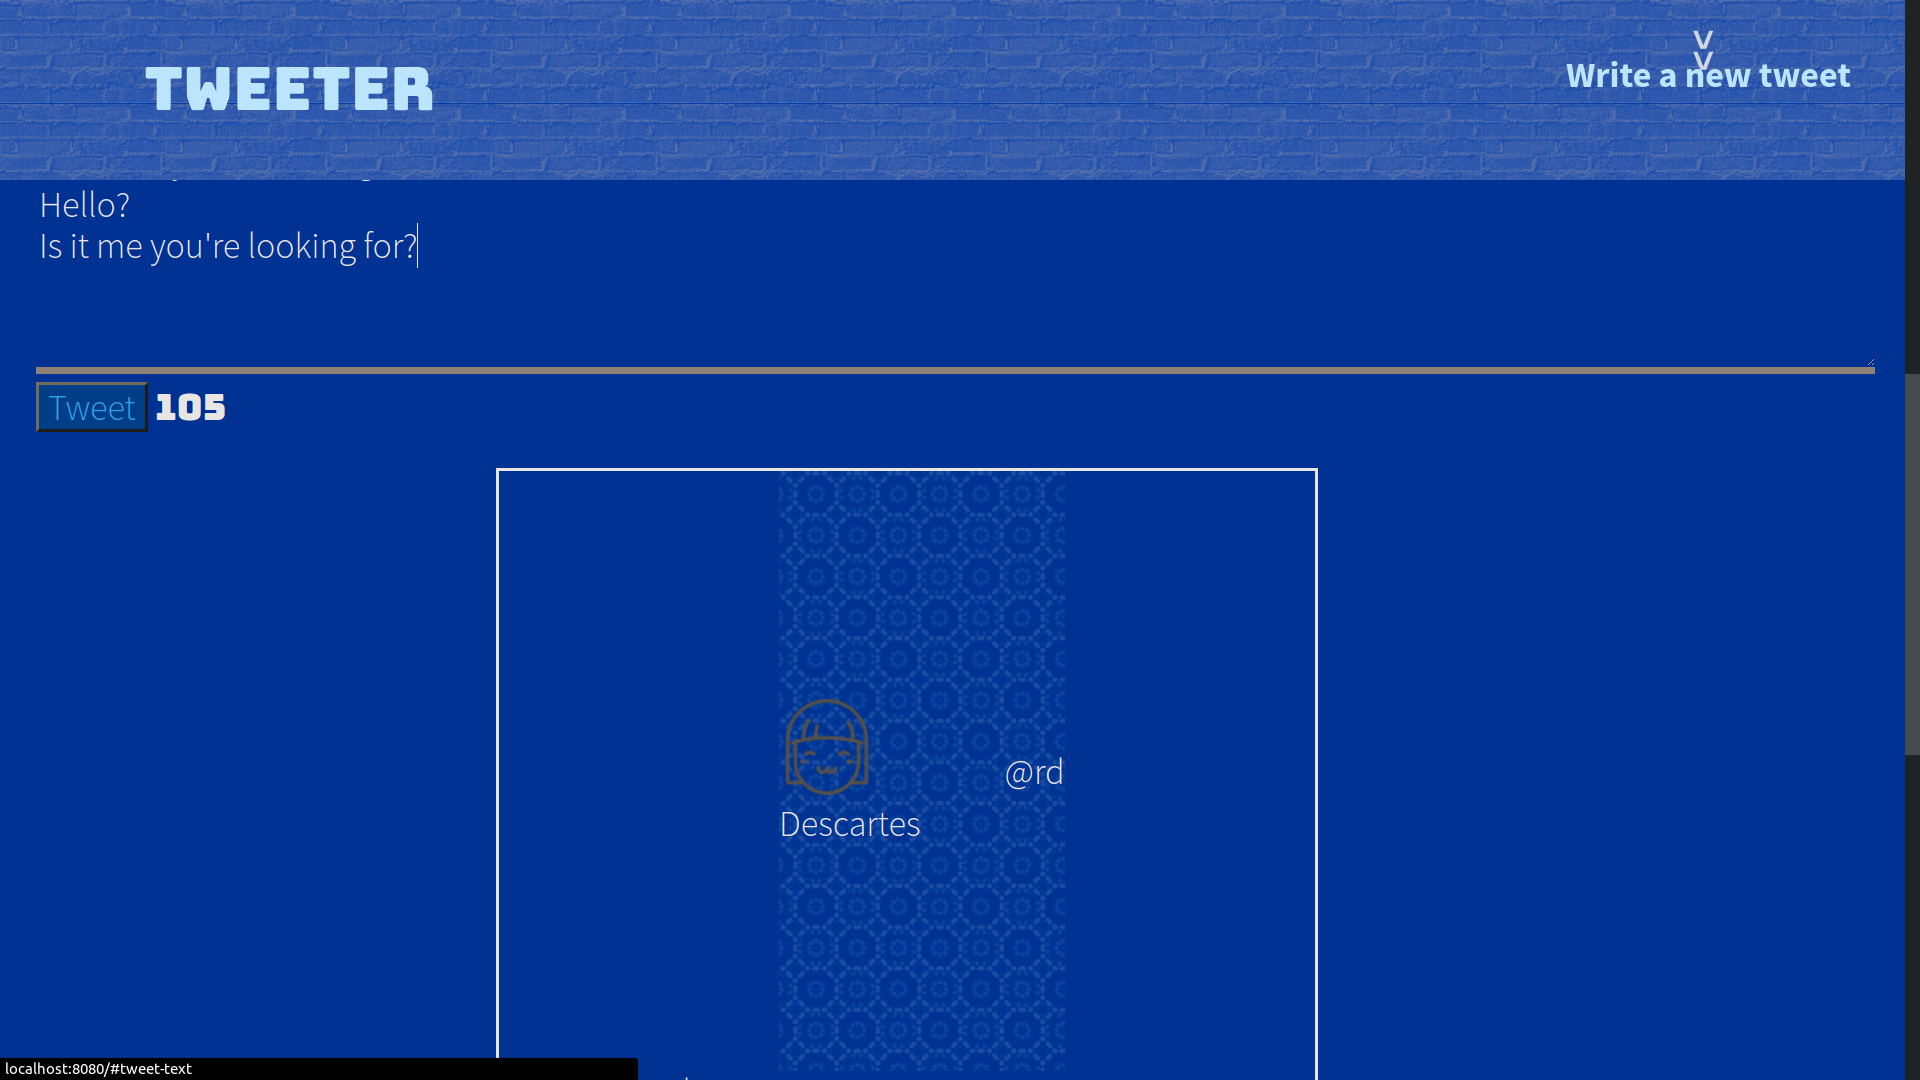 TWEETER
v
v
Write a new tweet
Hello?
Is it me you're looking for?
Tweet 105
@rd
Descartes
localhost:8080/#tweet-text